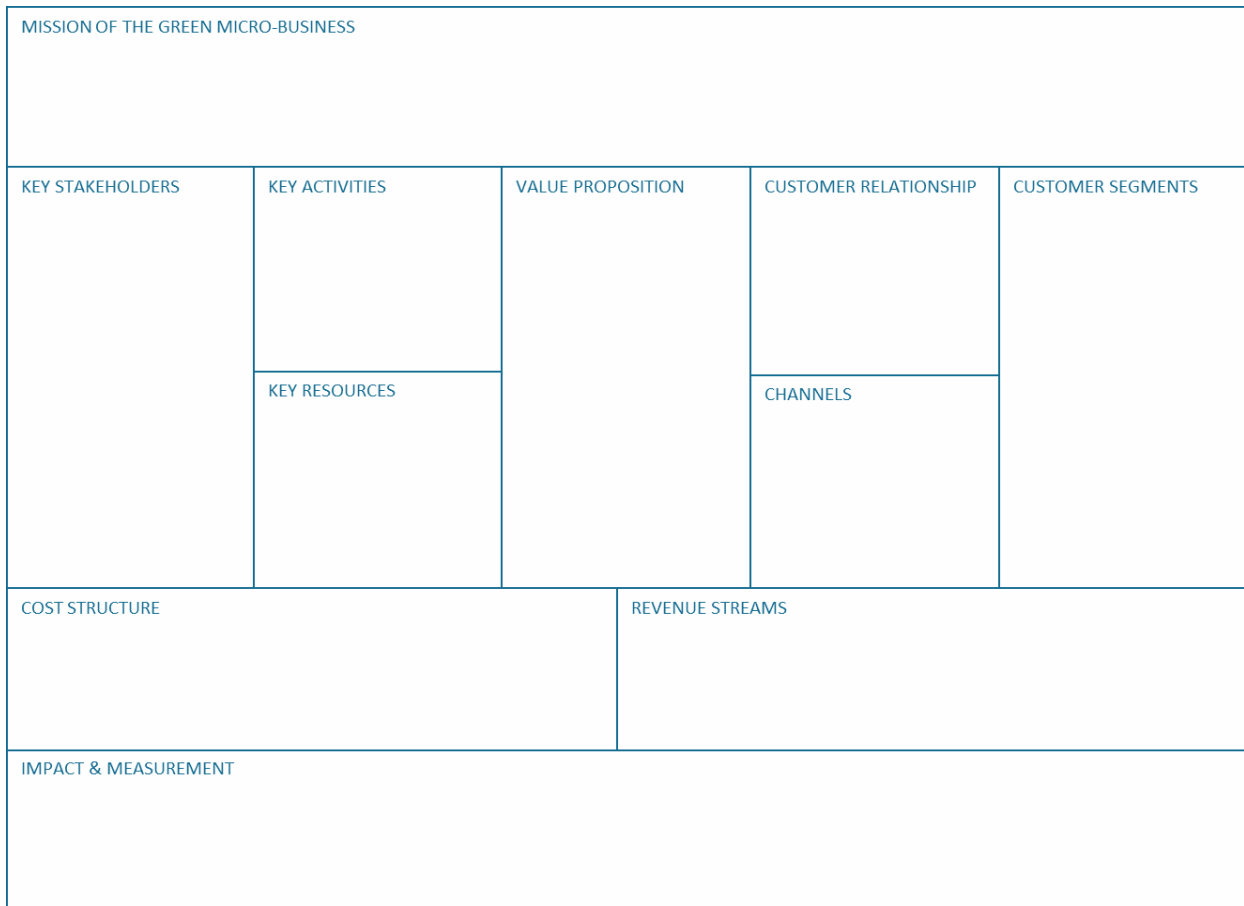 MISSION OF THE GREEN MICRO-BUSINESS
KEY STAKEHOLDERS
KEY ACTIVITIES
VALUE PROPOSITION
CUSTOMER RELATIONSHIP
CUSTOMER SEGMENTS
KEY RESOURCES
CHANNELS
COST STRUCTURE
REVENUE STREAMS
IMPACT & MEASUREMENT